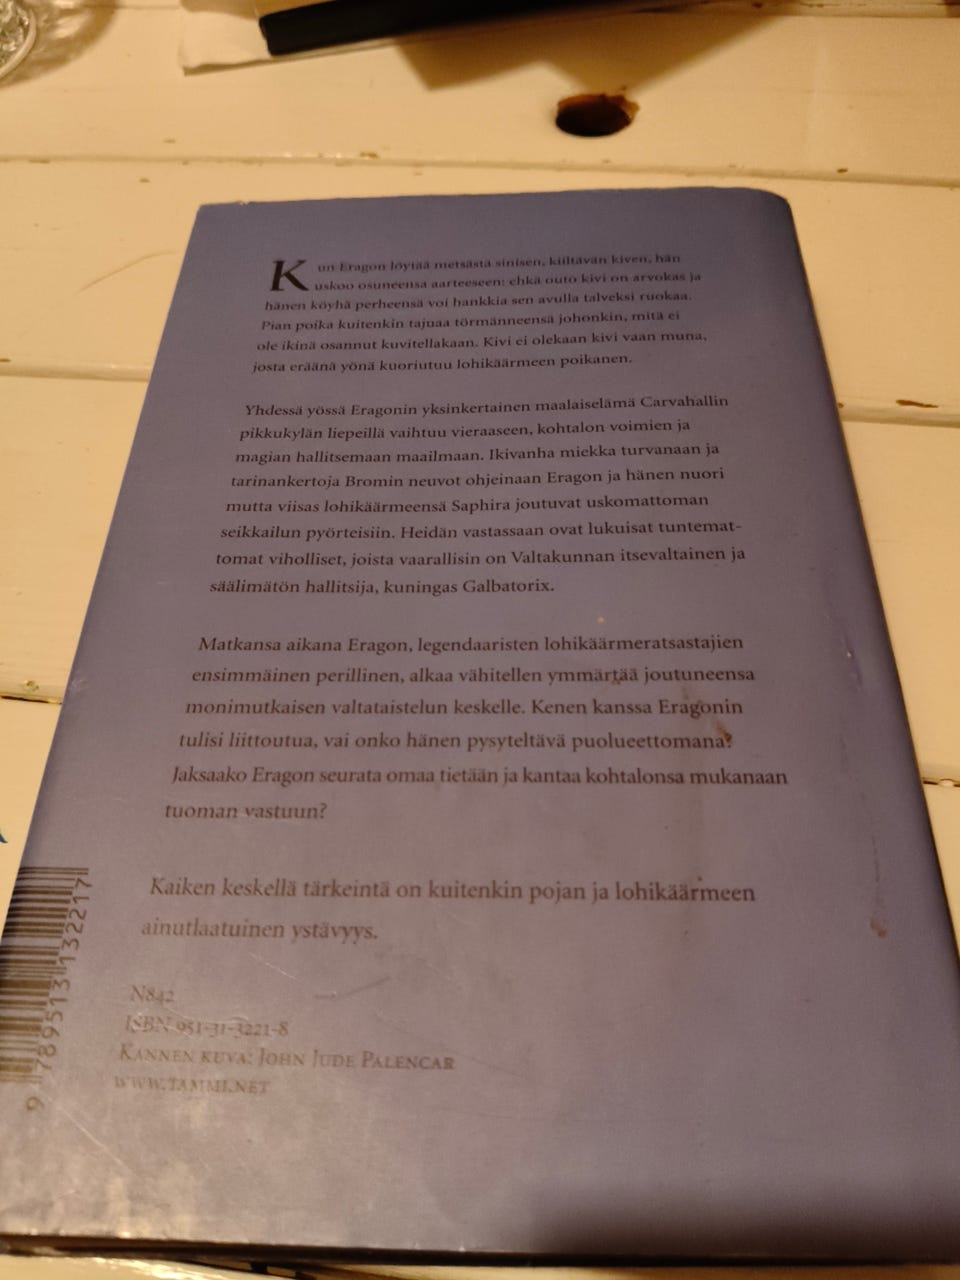 Kun Eragon löytää metsästä sinisen, kiiltävän kiven, hän
uskoo osuneensa aarteeseen: ehkä outo kivi on arvokas ja
hänen köyhä perheensä voi hankkia sen avulla talveksi ruokaa.
Pian poika kuitenkin tajuaa törmänneensä johonkin, mitä ei
ole ikinä osannut kuvitellakaan. Kivi ei olekaan kivi vaan muna,
josta eräänä yönä kuoriutuu lohikäärmeen poikanen.
Yhdessä yössä Eragonin yksinkertainen maalaiselämä Carvahallin
pikkukylän liepeillä vaihtuu vieraaseen, kohtalon voimien ja
magian hallitsemaan maailmaan. Ikivanha miekka turvanaan ja
tarinankertoja Bromin neuvot ohjeinaan Eragon ja hänen nuori
mutta viisas lohikäärmeensä Saphira joutuvat uskomattoman
seikkailun pyörteisiin. Heidän vastassaan ovat lukuisat tuntemat-
tomat viholliset, joista vaarallisin on Valtakunnan itsevaltainen ja
säälimätön hallitsija, kuningas Galbatorix.
Matkansa aikana Eragon, legendaaristen lohikäärmeratsastajien
ensimmäinen perillinen, alkaa vähitellen ymmärtää joutuneensa
monimutkaisen valtataistelun keskelle. Kenen kanssa Eragonin
tulisi liittoutua, vai onko hänen pysyteltävä puolueettomana?
Jaksaako Eragon seurata omaa tietään ja kantaa kohtalonsa mukanaan
tuoman vastuun?
Kaiken keskellä tärkeintä on kuitenkin pojan ja lohikäärmeen
ainutlaatuinen ystävyys.
N842
ISBN 951-31-3221-8
KANNEN KUVA: JOHN JUDE PALENCAR
WWW.TAMMI.NET
9 789513 132217